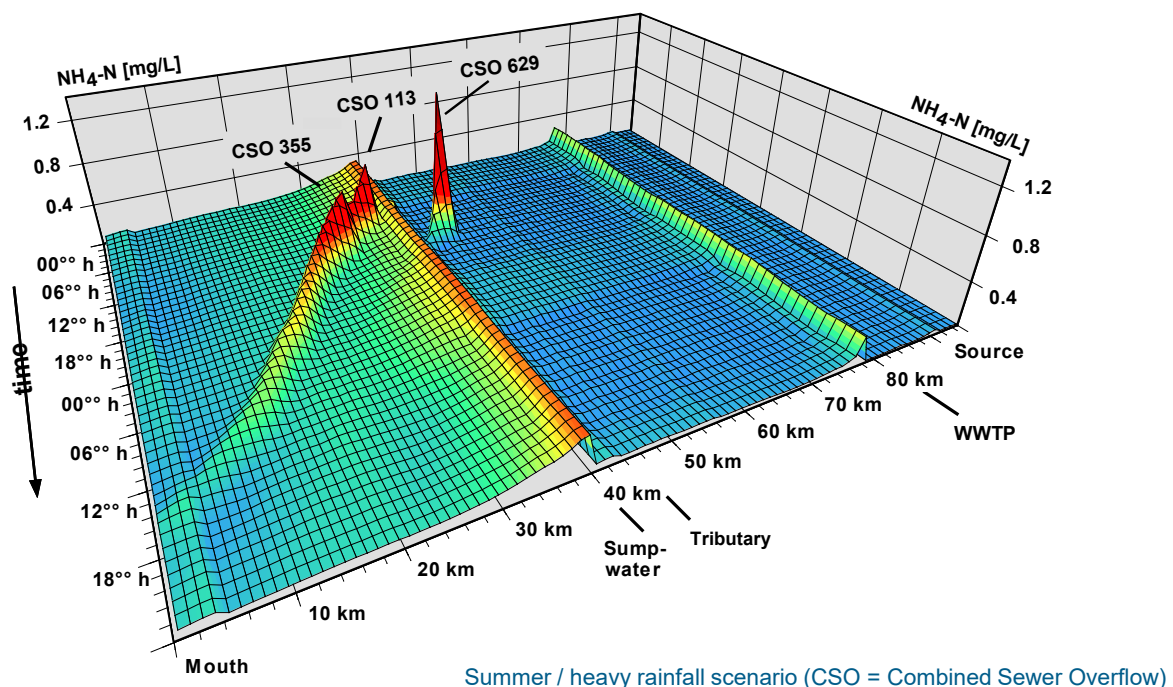 NH4-N [mg/L]
1.2
0.8
0.4
CSO 355
CSO 113
CSO 629
NH4-N [mg/L]
1.2
0.8
0.4
time
00°° h
06°° h
12°° h
18°° h
00°° h
06°° h
12°° h
18°° h
Mouth
10 km
20 km
30 km
40 km
50 km
60 km
70 km
80 km
Source
WWTP
Tributary
Sump-
water
Summer / heavy rainfall scenario (CSO = Combined Sewer Overflow)